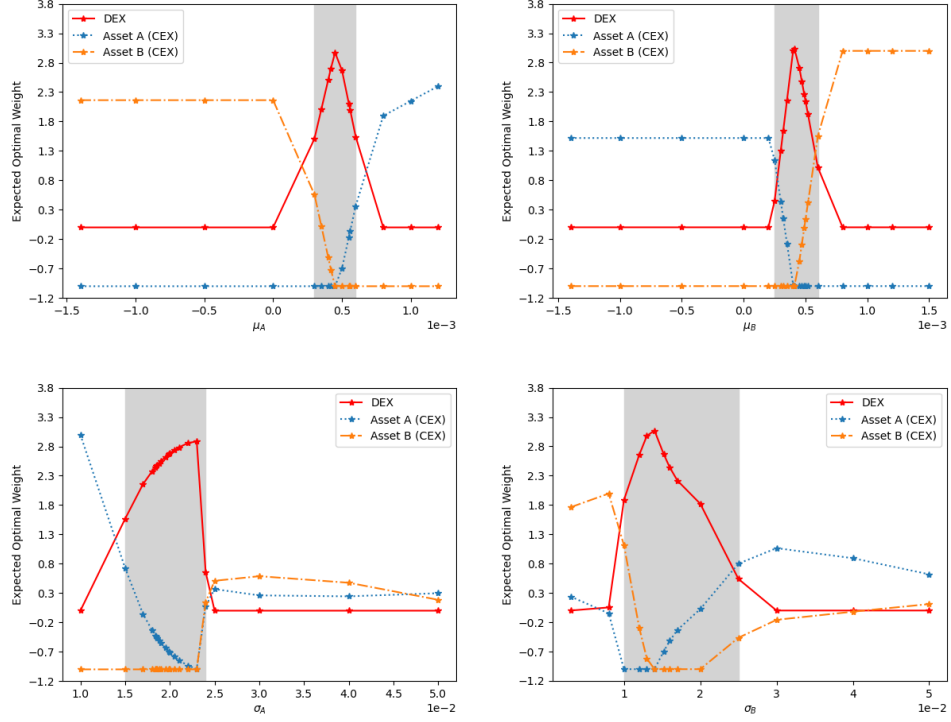 3.8
3.3
2.8
2.3
1.8
1.3
0.8
0.3
−0.2
−0.7
−1.2
Expected Optimal Weight
DEX
Asset A (CEX)
Asset B (CEX)
−1.5 −1.0 −0.5 0.0 0.5 1.0
1e−3
μA
3.8
3.3
2.8
2.3
1.8
1.3
0.8
0.3
−0.2
−0.7
−1.2
Expected Optimal Weight
DEX
Asset A (CEX)
Asset B (CEX)
−1.5 −1.0 −0.5 0.0 0.5 1.0 1.5
1e−3
μB
3.8
3.3
2.8
2.3
1.8
1.3
0.8
0.3
−0.2
−0.7
−1.2
Expected Optimal Weight
DEX
Asset A (CEX)
Asset B (CEX)
1.0 1.5 2.0 2.5 3.0 3.5 4.0 4.5 5.0
1e−2
σA
3.8
3.3
2.8
2.3
1.8
1.3
0.8
0.3
−0.2
−0.7
−1.2
Expected Optimal Weight
DEX
Asset A (CEX)
Asset B (CEX)
1 2 3 4 5
1e−2
σB